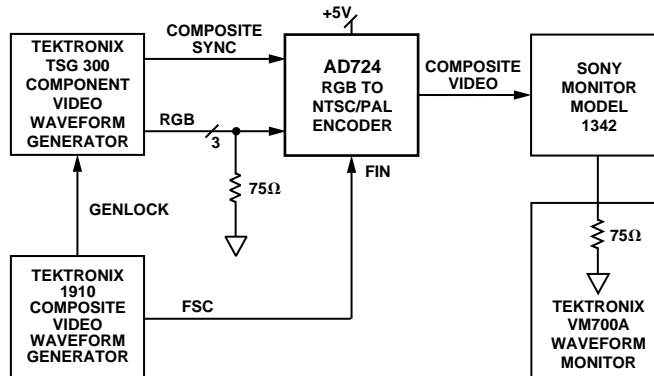 +5V
TEKTRONIX
TSG 300
COMPONENT
VIDEO
WAVEFORM
GENERATOR
COMPOSITE
SYNC
RGB
3
75Ω
AD724
RGB TO
NTSC/PAL
ENCODER
COMPOSITE
VIDEO
SONY
MONITOR
MODEL
1342
FIN
GENLOCK
75Ω
TEKTRONIX
1910
COMPOSITE
VIDEO
WAVEFORM
GENERATOR
FSC
TEKTRONIX
VM700A
WAVEFORM
MONITOR